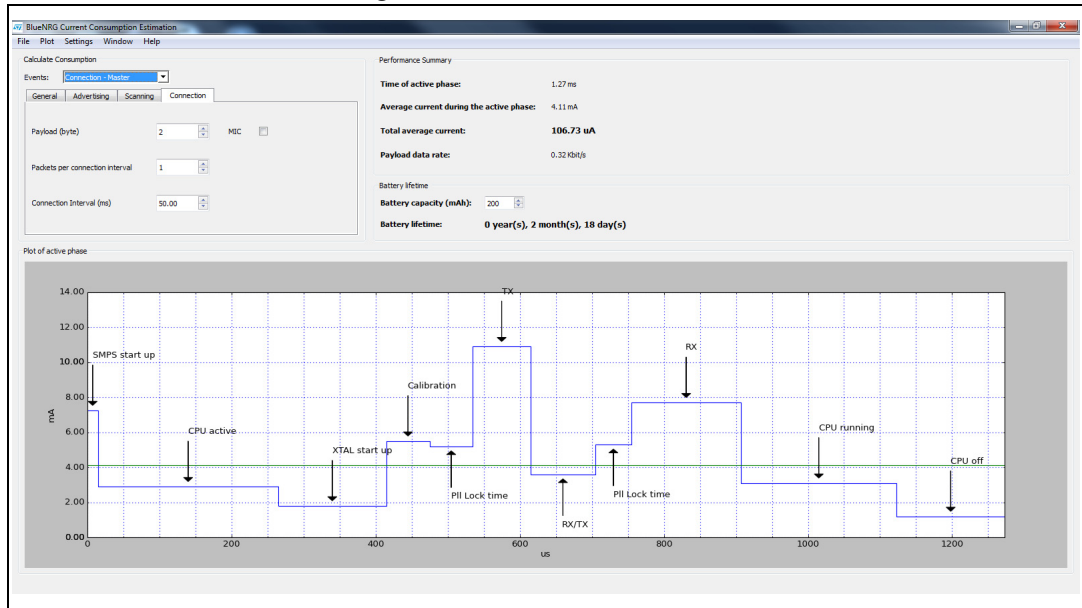 BlueNRG Current Consumption Estimation
File Plot Settings Window Help
Calculate Consumption
Events: Connection - Master
General Advertising Scanning Connection
Payload (byte) 2 MIC
Packets per connection interval 1
Connection Interval (ms) 50.00
Performance Summary
Time of active phase: 1.27 ms
Average current during the active phase: 4.11 mA
Total average current: 106.73 uA
Payload data rate: 0.32 Kbit/s
Battery lifetime
Battery capacity (mAh): 200
Battery lifetime: 0 year(s), 2 month(s), 18 day(s)
Plot of active phase
14.00
12.00
10.00
8.00
6.00
4.00
2.00
0.00
mA
SMPS start up
CPU active
XTAL start up
Calibration
Pll Lock time
TX
RX/TX
Pll Lock time
RX
CPU running
CPU off
0 200 400 600 800 1000 1200
us